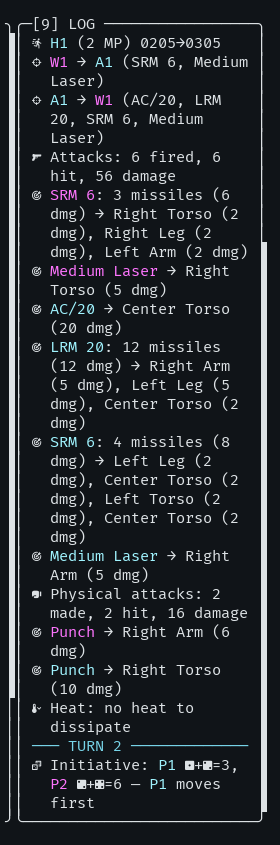 [9] LOG
H1 (2 MP) 0205→0305
W1 → A1 (SRM 6, Medium
Laser)
A1 → W1 (AC/20, LRM
20, SRM 6, Medium
Laser)
Attacks: 6 fired, 6
hit, 56 damage
SRM 6: 3 missiles (6
dmg) → Right Torso (2
dmg), Right Leg (2
dmg), Left Arm (2 dmg)
Medium Laser → Right
Torso (5 dmg)
AC/20 → Center Torso
(20 dmg)
LRM 20: 12 missiles
(12 dmg) → Right Arm
(5 dmg), Left Leg (5
dmg), Center Torso (2
dmg)
SRM 6: 4 missiles (8
dmg) → Left Leg (2
dmg), Center Torso (2
dmg), Left Torso (2
dmg), Center Torso (2
dmg)
Medium Laser → Right
Arm (5 dmg)
Physical attacks: 2
made, 2 hit, 16 damage
Punch → Right Arm (6
dmg)
Punch → Right Torso
(10 dmg)
Heat: no heat to
dissipate
TURN 2
Initiative: P1 ⚀+⚁=3,
P2 ⚁+⚃=6 — P1 moves
first